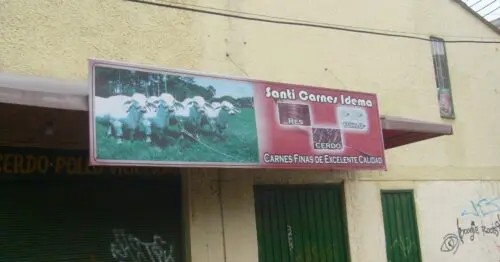 Santi Carnes Idema
RES
CERDO
CARNES FINAS DE EXCELENTE CALIDAD
CERDO-POLLO